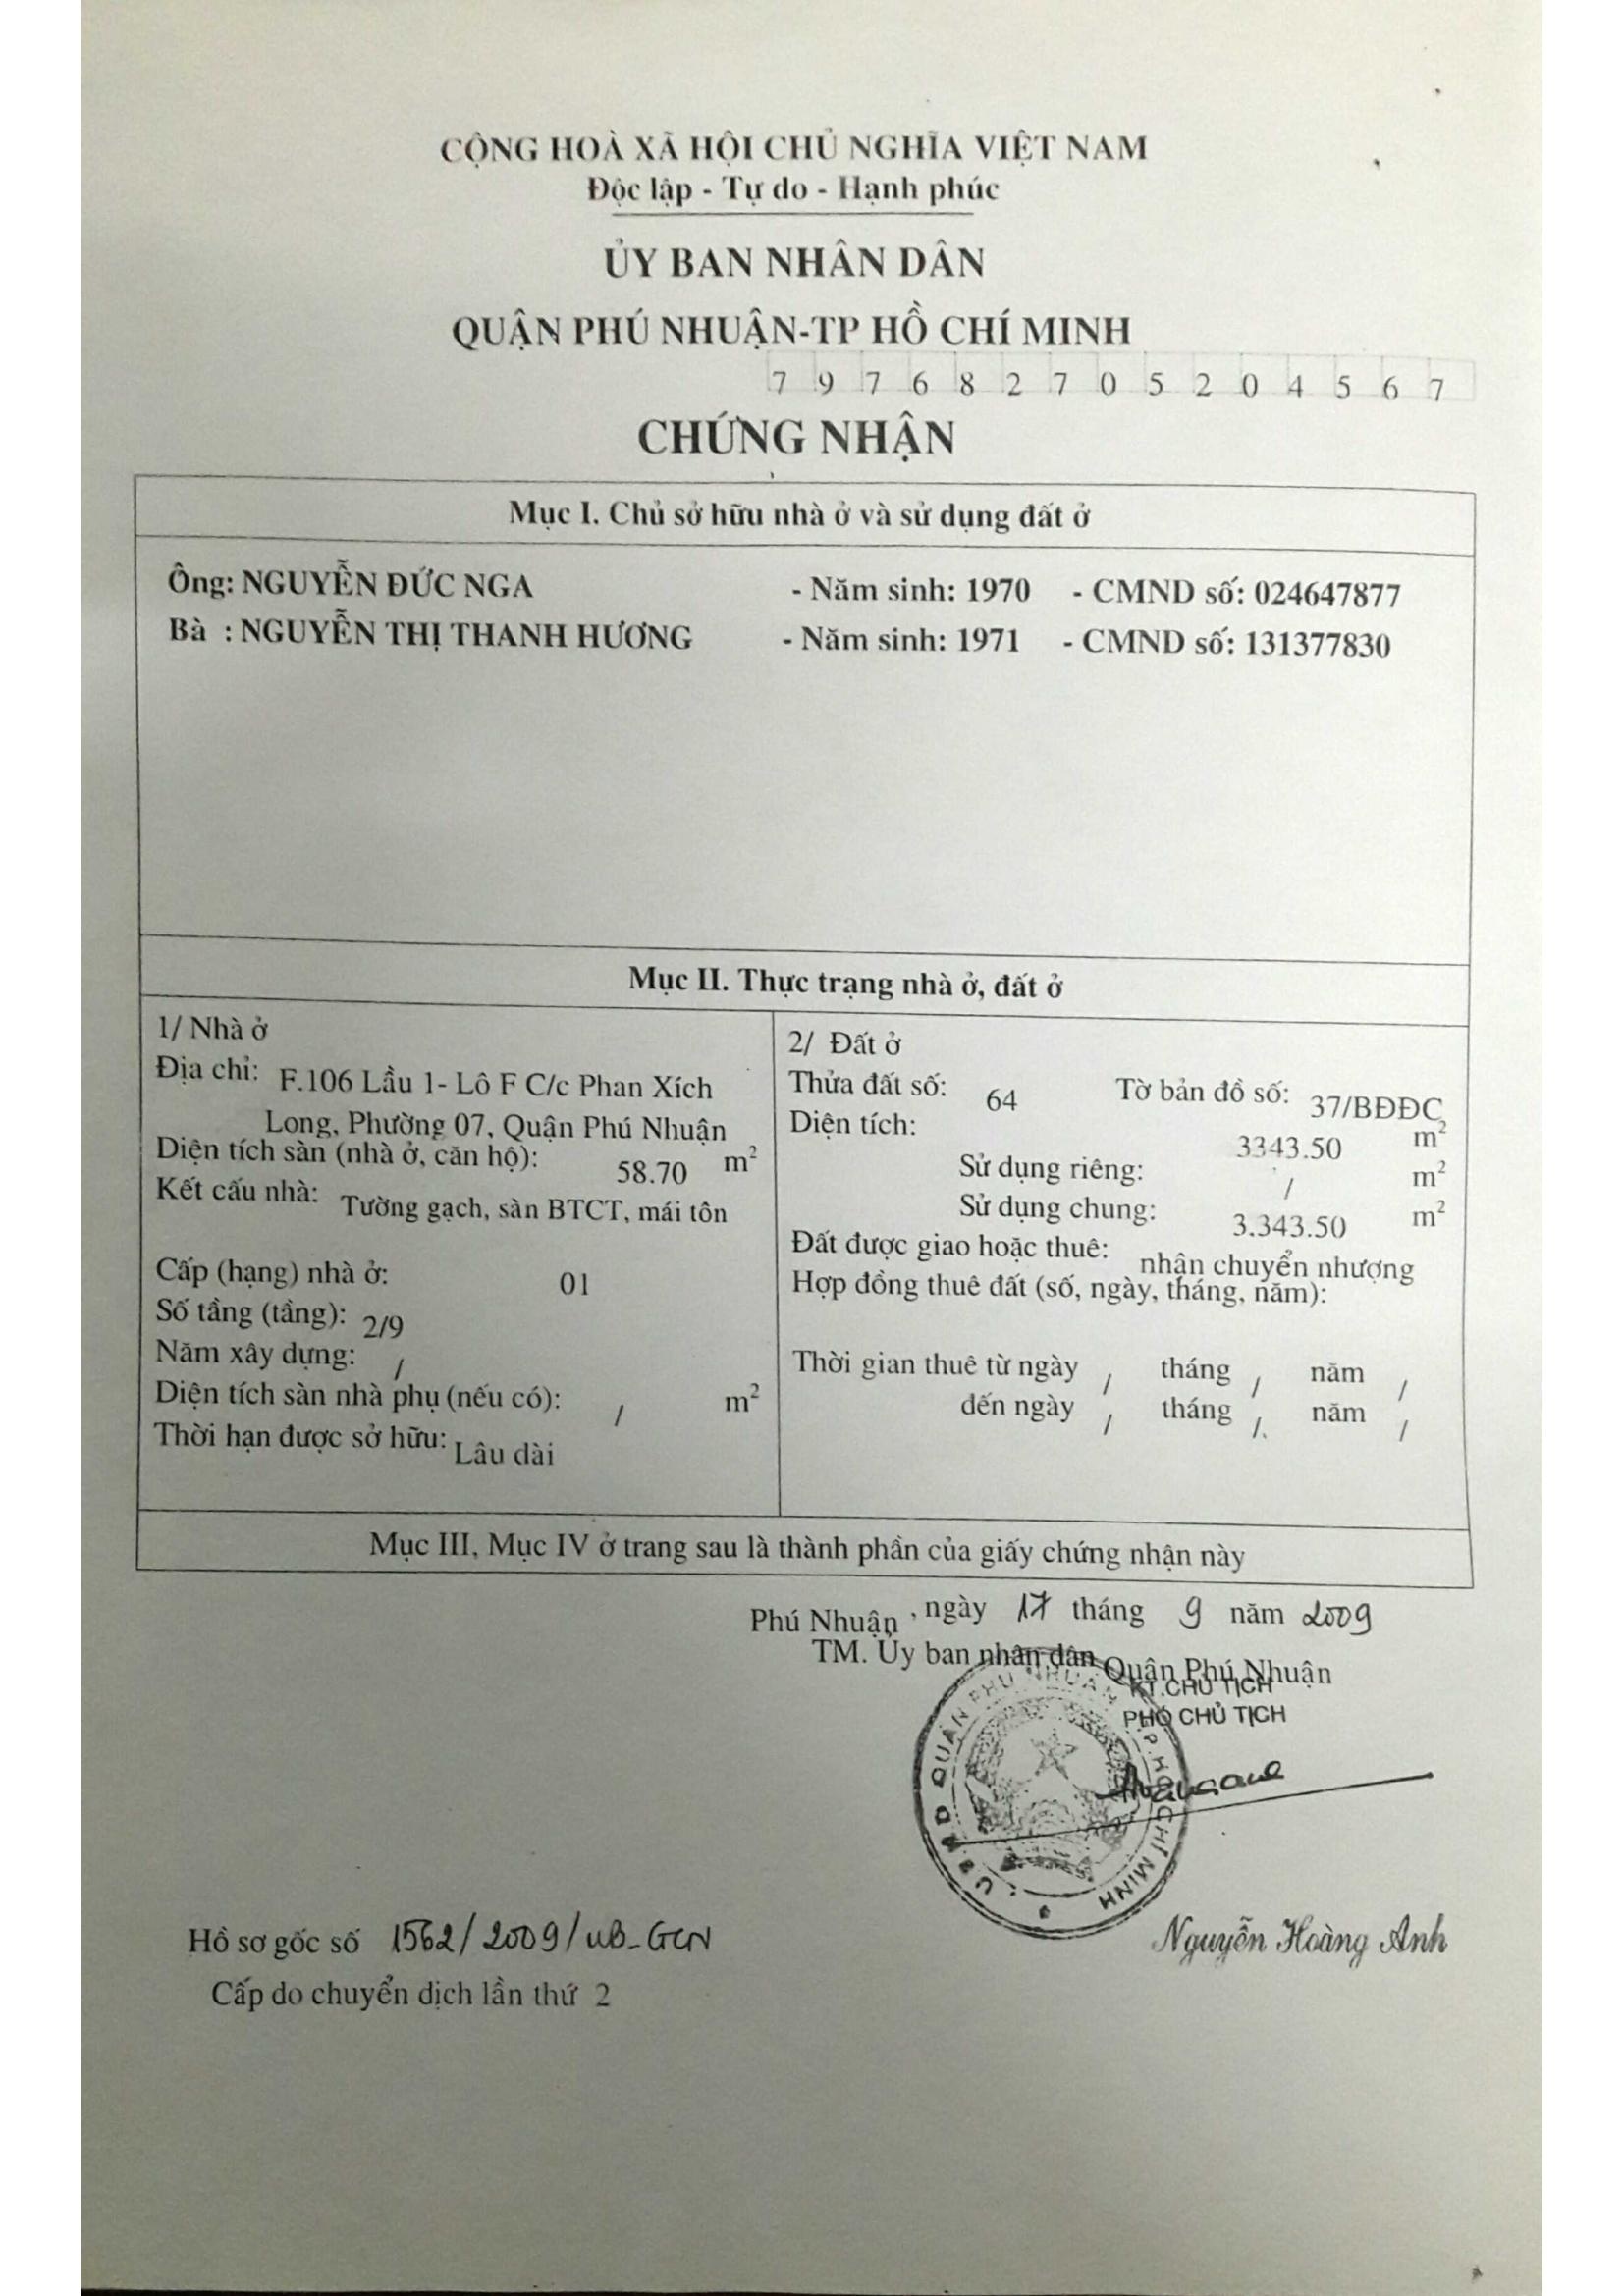 CỘNG HOÀ XÃ HỘI CHỦ NGHĨA VIỆT NAM
Độc lập - Tự do - Hạnh phúc
ỦY BAN NHÂN DÂN
QUẬN PHÚ NHUẬN-TP HỒ CHÍ MINH
7 9 7 6 8 2 7 0 5 2 0 4 5 6 7
CHỨNG NHẬN
Mục I. Chủ sở hữu nhà ở và sử dụng đất ở
Ông: NGUYỄN ĐỨC NGA - Năm sinh: 1970 - CMND số: 024647877
Bà : NGUYỄN THỊ THANH HƯƠNG - Năm sinh: 1971 - CMND số: 131377830
Mục II. Thực trạng nhà ở, đất ở
1/ Nhà ở
Địa chỉ: F.106 Lầu 1- Lô F C/c Phan Xích
Long, Phường 07, Quận Phú Nhuận
Diện tích sàn (nhà ở, căn hộ): 58.70 m²
Kết cấu nhà: Tường gạch, sàn BTCT, mái tôn
Cấp (hạng) nhà ở: 01
Số tầng (tầng): 2/9
Năm xây dựng: /
Diện tích sàn nhà phụ (nếu có): / m²
Thời hạn được sở hữu: Lâu dài
2/ Đất ở
Thửa đất số: 64 Tờ bản đồ số: 37/BĐĐC
Diện tích: 3343.50 m²
Sử dụng riêng: / m²
Sử dụng chung: 3.343.50 m²
Đất được giao hoặc thuê: nhận chuyển nhượng
Hợp đồng thuê đất (số, ngày, tháng, năm):
Thời gian thuê từ ngày / tháng / năm /
đến ngày / tháng /. năm /
Mục III, Mục IV ở trang sau là thành phần của giấy chứng nhận này
Phú Nhuận , ngày 17 tháng 9 năm 2009
TM. Ủy ban nhân dân Quận Phú Nhuận
KT.CHỦ TỊCH
PHÓ CHỦ TỊCH
UBND QUẬN PHÚ NHUẬN TP.HỒ CHÍ MINH
Nguyễn Hoàng Anh
Hồ sơ gốc số 1562/2009/UB-GCN
Cấp do chuyển dịch lần thứ 2